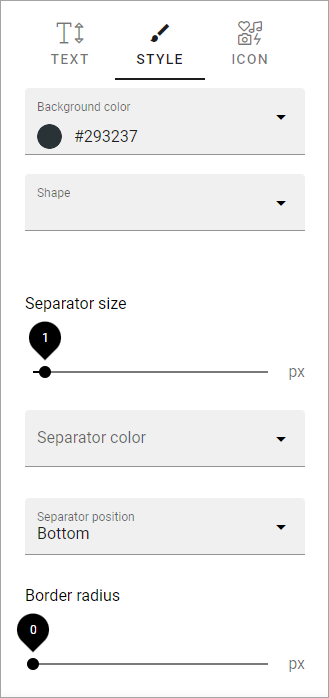 TEXT STYLE ICON
Background color
#293237
Shape
Separator size
1
px
Separator color
Separator position
Bottom
Border radius
0
px